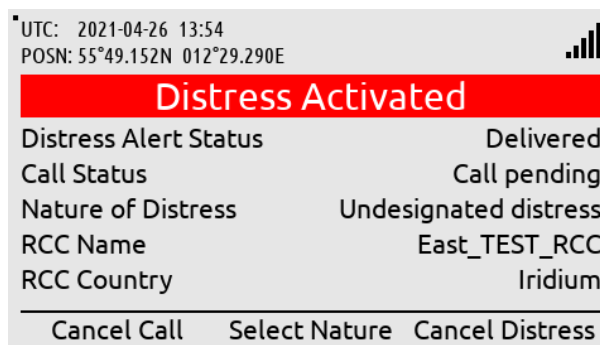 UTC: 2021-04-26 13:54
POSN: 55°49.152N 012°29.290E
Distress Activated
Distress Alert Status Delivered
Call Status Call pending
Nature of Distress Undesignated distress
RCC Name East_TEST_RCC
RCC Country Iridium
Cancel Call Select Nature Cancel Distress